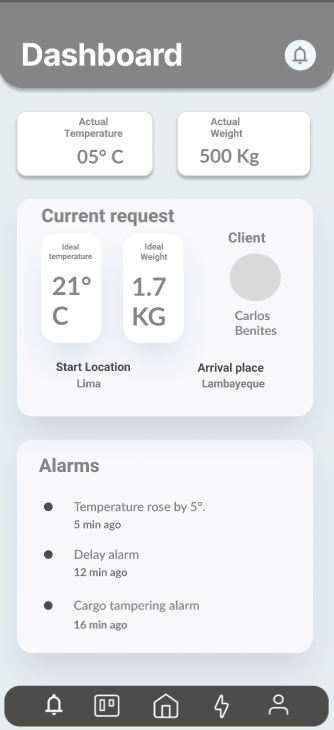 Dashboard
Actual
Temperature
05° C
Actual
Weight
500 Kg
Current request
Ideal
temperature
21°
C
Ideal
Weight
1.7
KG
Client
Carlos
Benites
Start Location
Lima
Arrival place
Lambayeque
Alarms
Temperature rose by 5°.
5 min ago
Delay alarm
12 min ago
Cargo tampering alarm
16 min ago